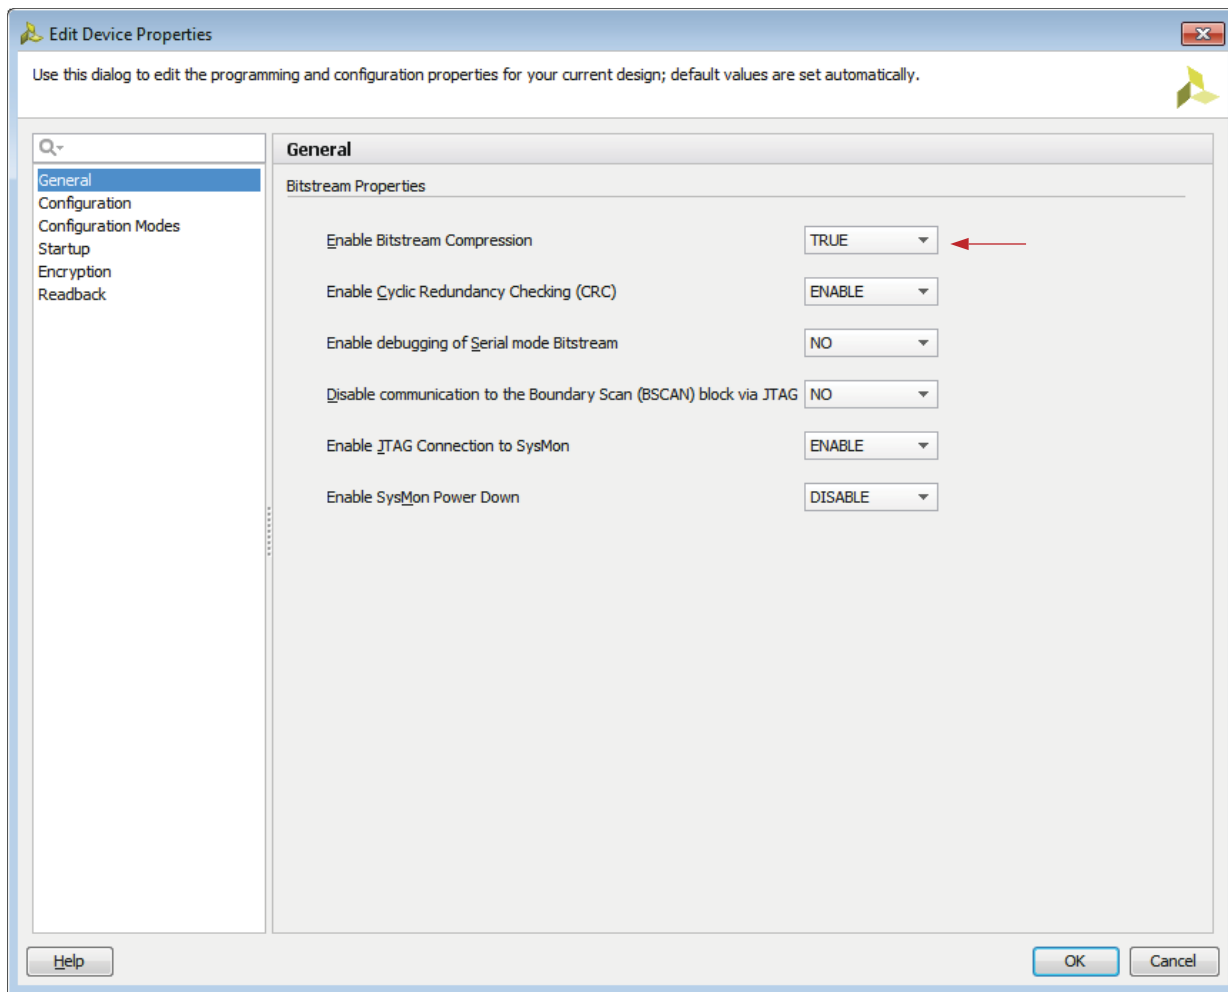 Edit Device Properties
Use this dialog to edit the programming and configuration properties for your current design; default values are set automatically.
General
Configuration
Configuration Modes
Startup
Encryption
Readback
General
Bitstream Properties
Enable Bitstream Compression TRUE
Enable Cyclic Redundancy Checking (CRC) ENABLE
Enable debugging of Serial mode Bitstream NO
Disable communication to the Boundary Scan (BSCAN) block via JTAG NO
Enable JTAG Connection to SysMon ENABLE
Enable SysMon Power Down DISABLE
Help OK Cancel